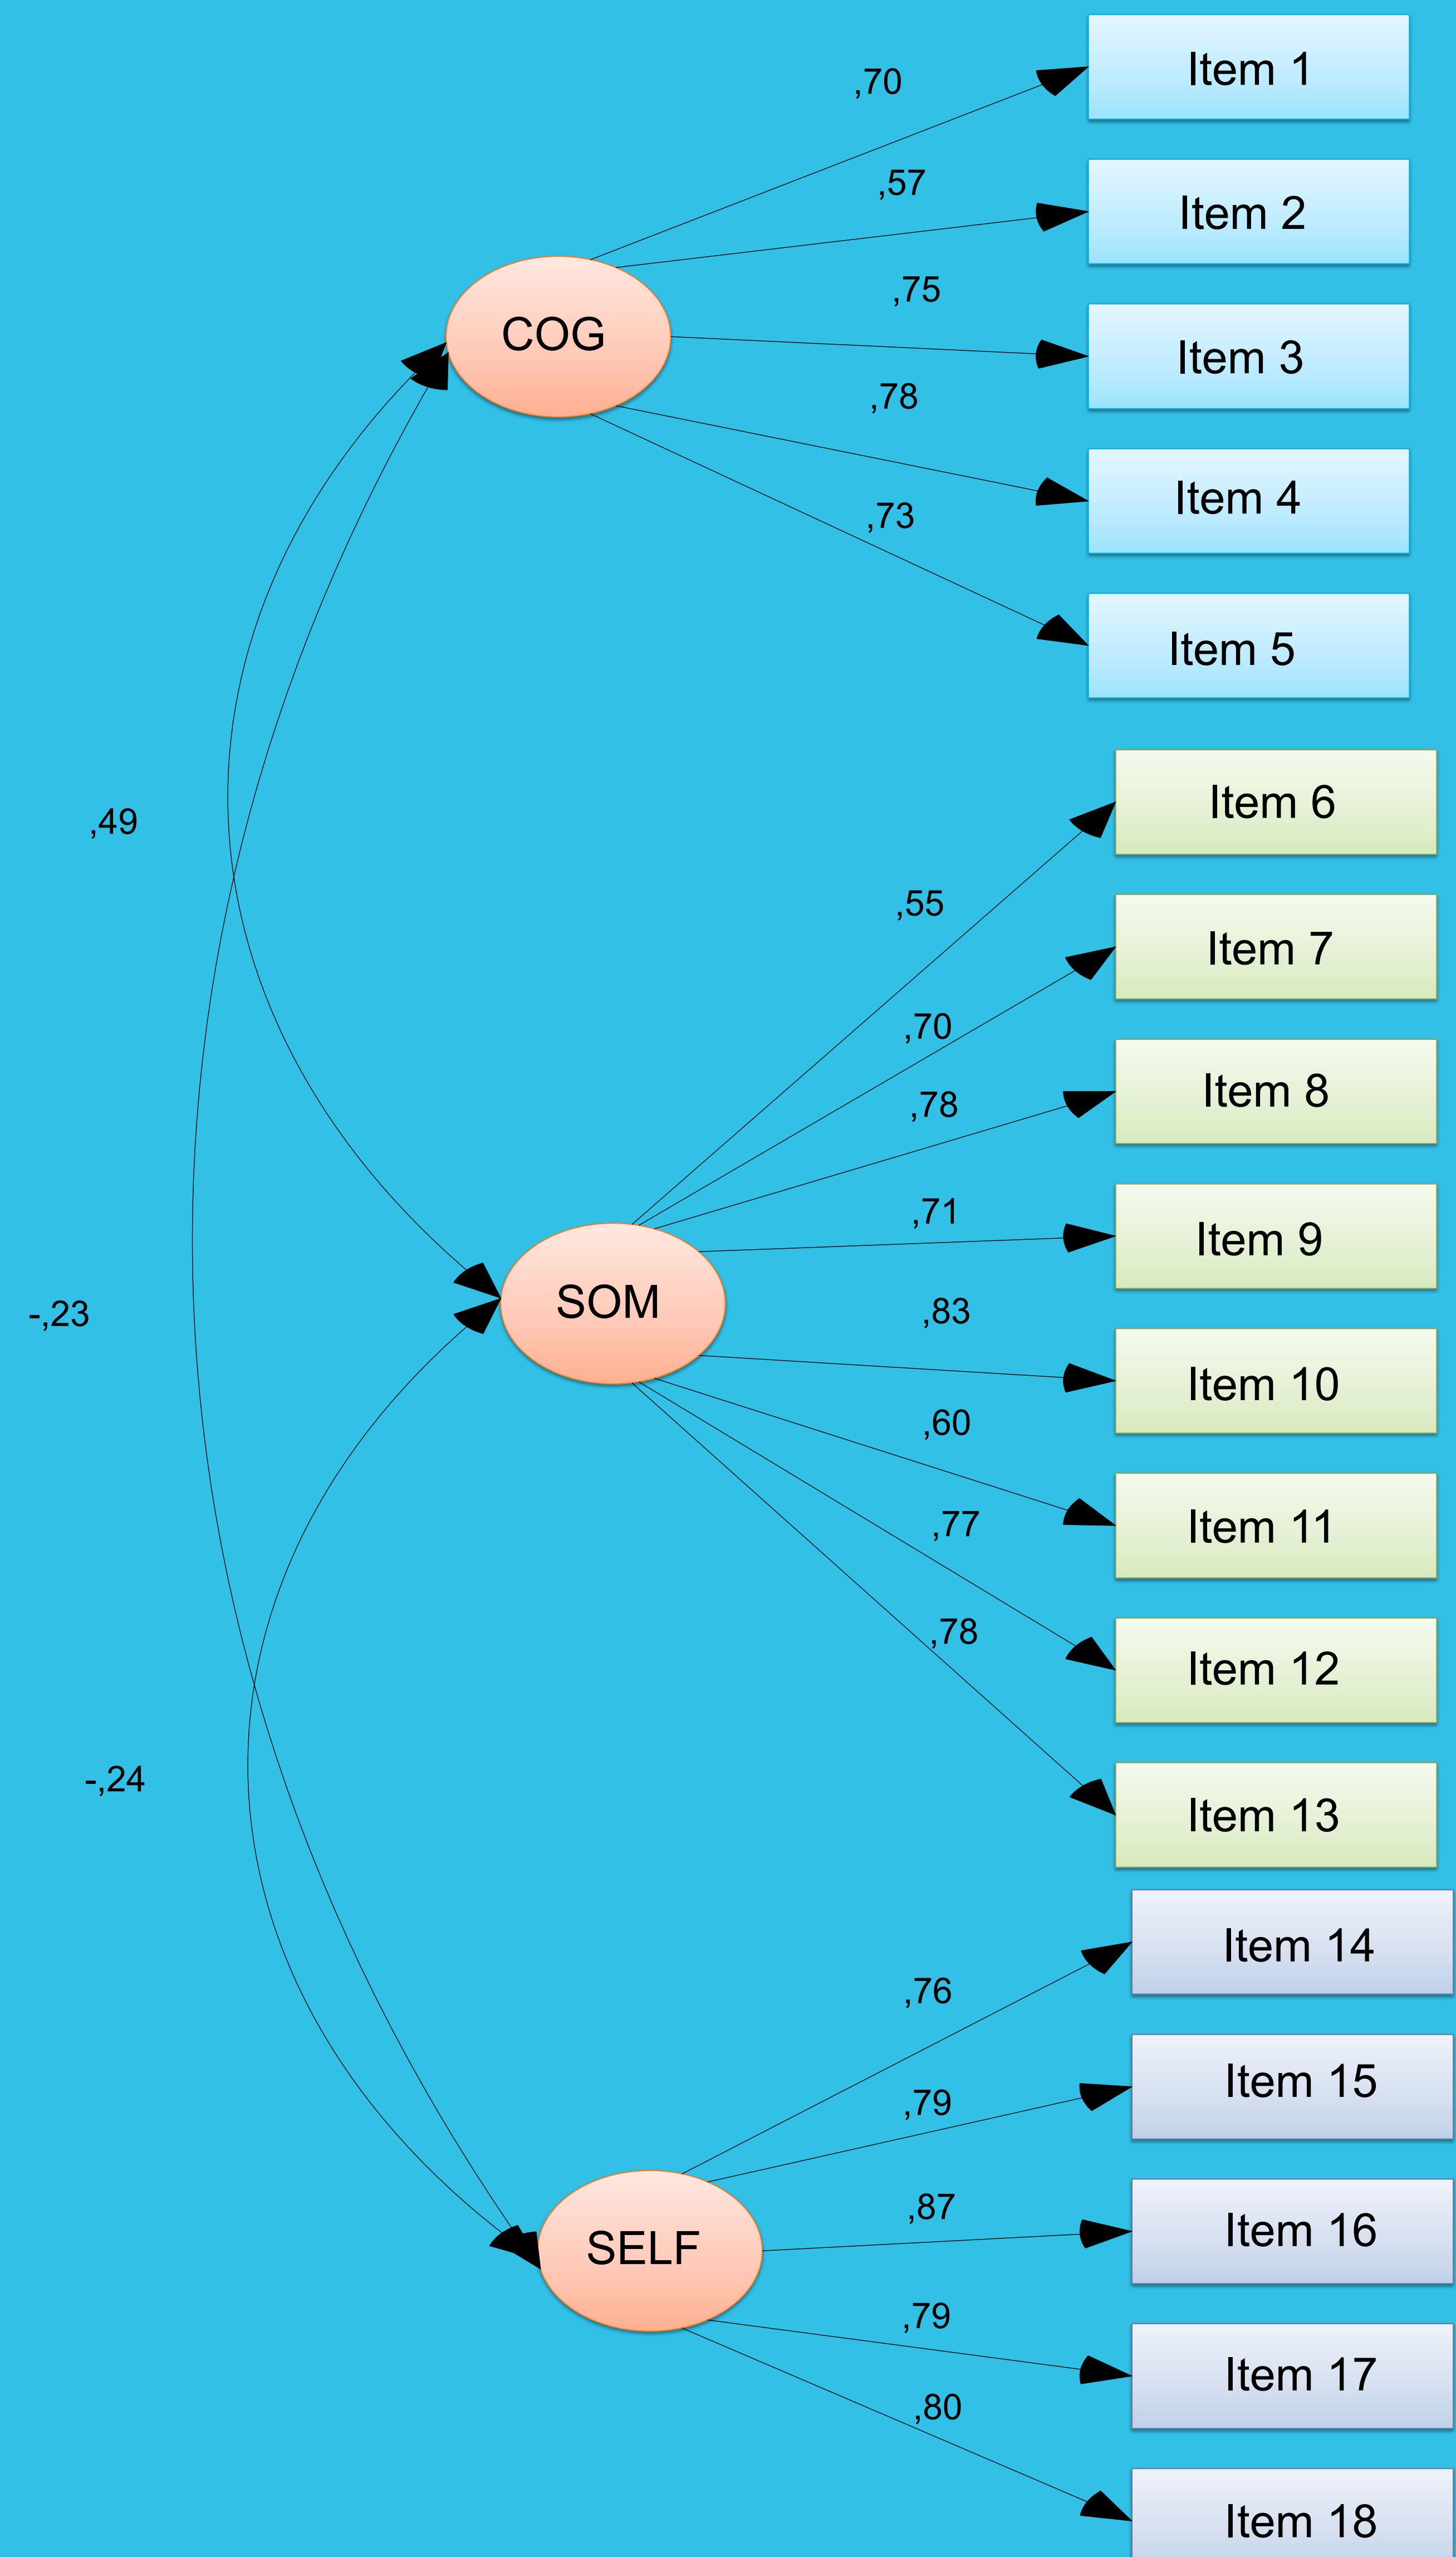 Item 1
,70
Item 2
,57
COG
,75
Item 3
,78
Item 4
,73
Item 5
,49
Item 6
,55
Item 7
,70
Item 8
,78
SOM
,71
Item 9
,83
Item 10
-,23
,60
Item 11
,77
Item 12
,78
Item 13
-,24
Item 14
,76
Item 15
,79
SELF
,87
Item 16
,79
Item 17
,80
Item 18